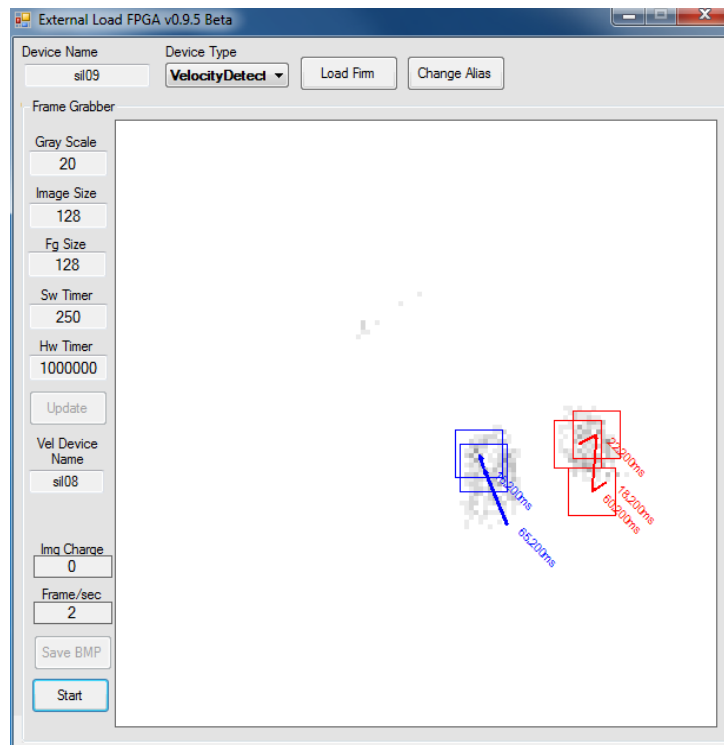 External Load FPGA v0.9.5 Beta
Device Name
Device Type
sil09
VelocityDetect
Load Firm
Change Alias
Frame Grabber
Gray Scale
20
Image Size
128
Fg Size
128
Sw Timer
250
Hw Timer
1000000
Update
Vel Device
Name
sil08
Img Charge
0
Frame/sec
2
Save BMP
Start
65,200ms
22,200ms
18,200ms
60,200ms